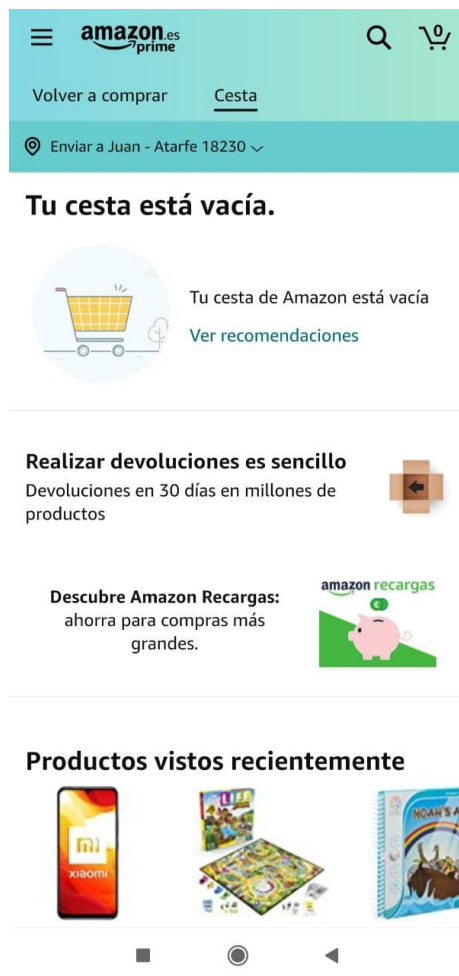 amazon.es
prime
0
Volver a comprar Cesta
Enviar a Juan - Atarfe 18230
Tu cesta está vacía.
Tu cesta de Amazon está vacía
Ver recomendaciones
Realizar devoluciones es sencillo
Devoluciones en 30 días en millones de
productos
amazon recargas
Descubre Amazon Recargas:
ahorra para compras más
grandes.
Productos vistos recientemente
LIFE
NOAH'S A
mi
xiaomi